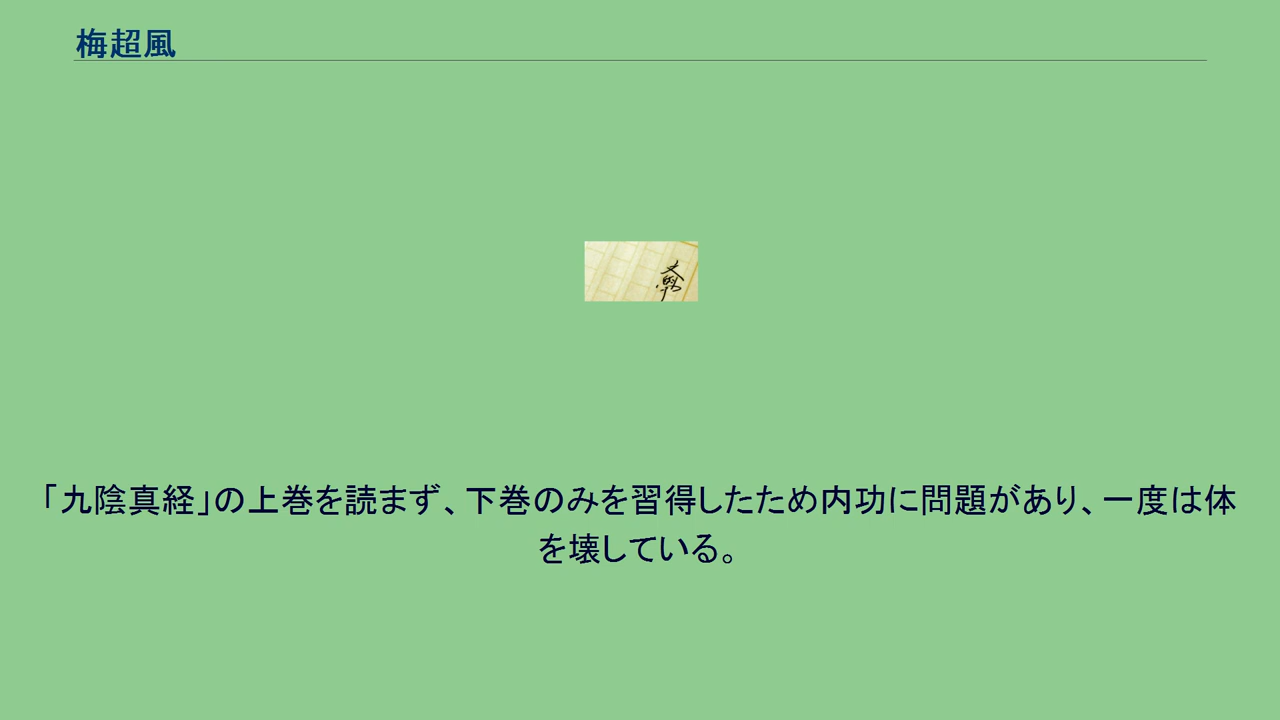 梅超風
「九陰真経」の上巻を読まず、下巻のみを習得したため内功に問題があり、一度は体
を壊している。